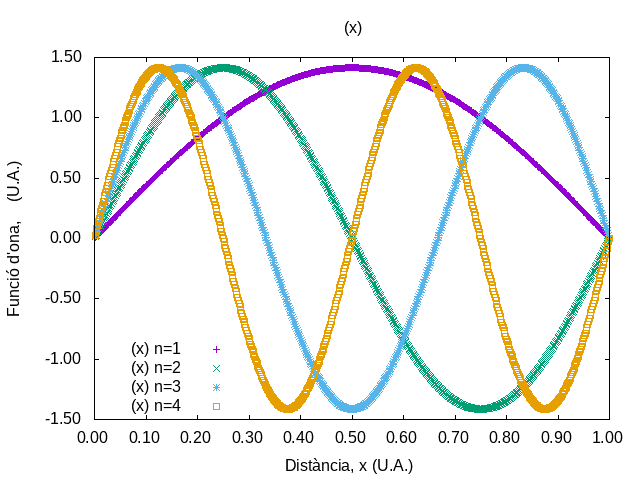 (x)
1.50
1.00
0.50
0.00
-0.50
-1.00
-1.50
Funció d'ona, (U.A.)
(x) n=1
(x) n=2
(x) n=3
(x) n=4
0.00 0.10 0.20 0.30 0.40 0.50 0.60 0.70 0.80 0.90 1.00
Distància, x (U.A.)